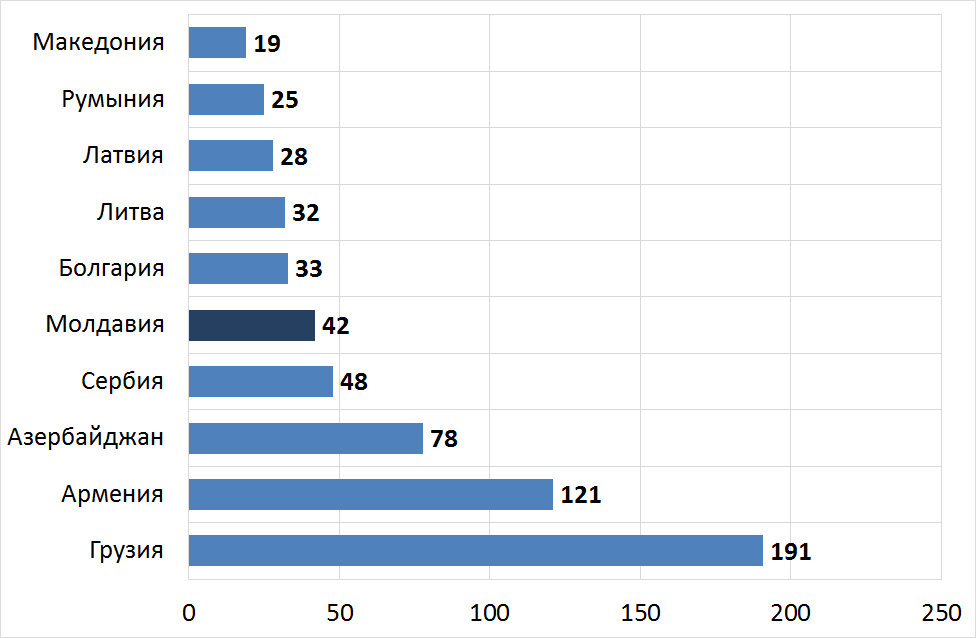 Македония 19
Румыния 25
Латвия 28
Литва 32
Болгария 33
Молдавия 42
Сербия 48
Азербайджан 78
Армения 121
Грузия 191
0 50 100 150 200 250